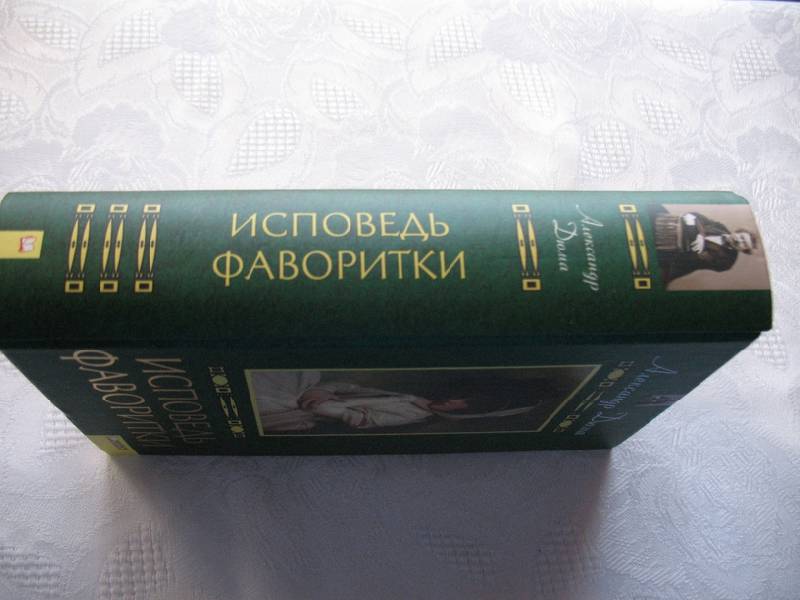 ИСПОВЕДЬ
ФАВОРИТКИ
Александр
Дюма
Александр Дюма
ИСПОВЕДЬ
ФАВОРИТКИ